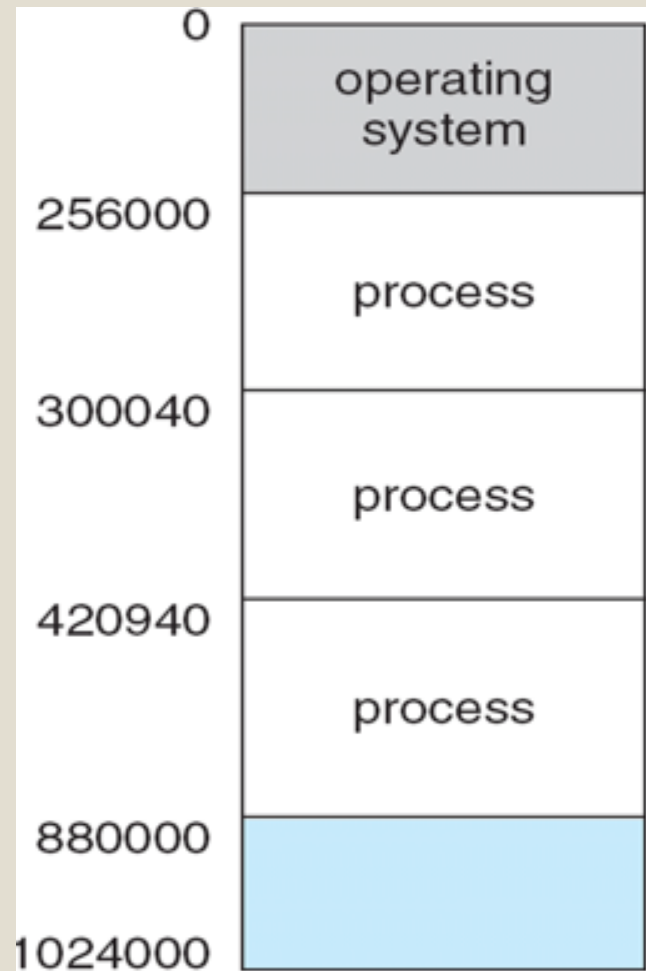 0
operating
system
256000
process
300040
process
420940
process
880000
1024000